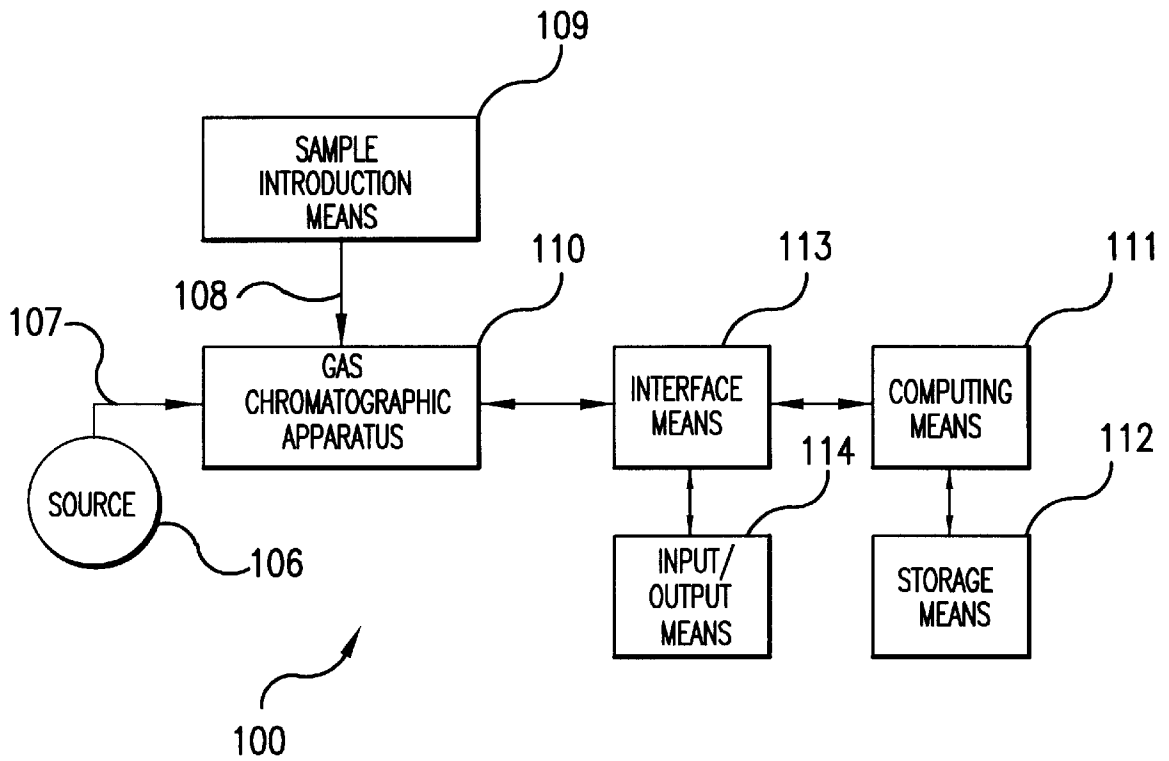 109
SAMPLE
INTRODUCTION
MEANS
108
110
113
111
107
GAS
CHROMATOGRAPHIC
APPARATUS
INTERFACE
MEANS
COMPUTING
MEANS
114
112
SOURCE
106
INPUT/
OUTPUT
MEANS
STORAGE
MEANS
100